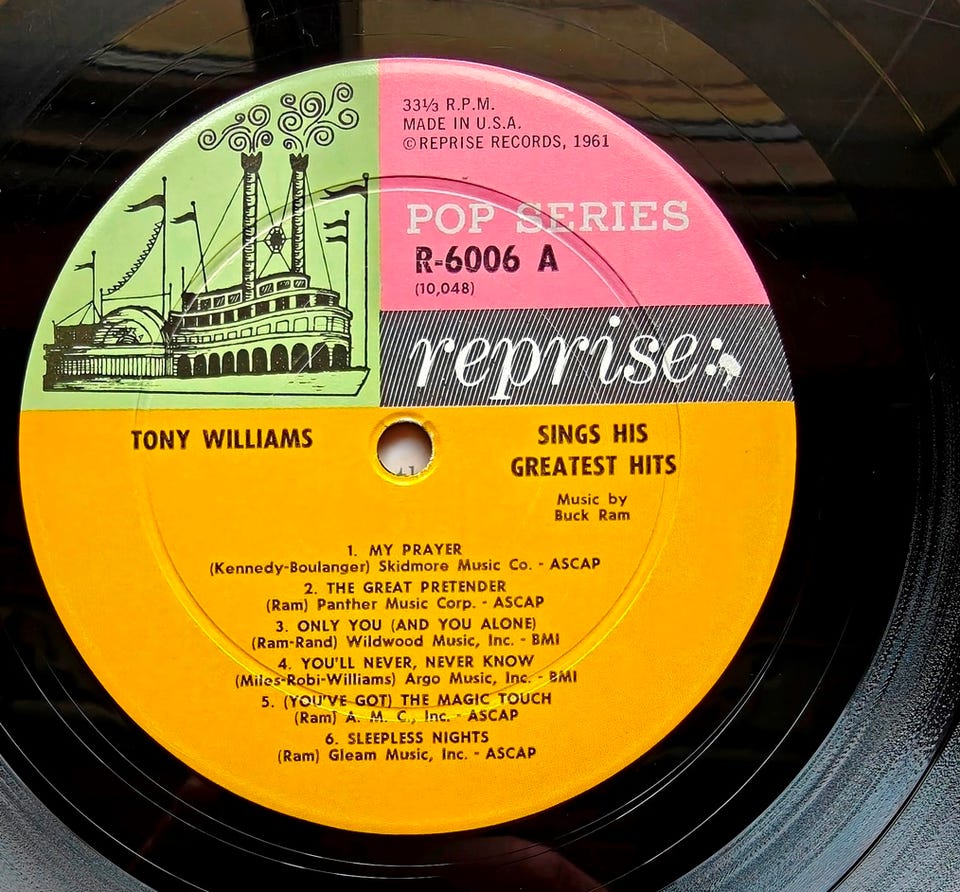 33⅓ R.P.M.
MADE IN U.S.A.
©REPRISE RECORDS, 1961
POP SERIES
R-6006 A
(10,048)
reprise:
TONY WILLIAMS
SINGS HIS
GREATEST HITS
Music by
Buck Ram
1. MY PRAYER
(Kennedy-Boulanger) Skidmore Music Co. - ASCAP
2. THE GREAT PRETENDER
(Ram) Panther Music Corp. - ASCAP
3. ONLY YOU (AND YOU ALONE)
(Ram-Rand) Wildwood Music, Inc. - BMI
4. YOU'LL NEVER, NEVER KNOW
(Miles-Robi-Williams) Argo Music, Inc. - BMI
5. (YOU'VE GOT) THE MAGIC TOUCH
(Ram) A. M. C., Inc. - ASCAP
6. SLEEPLESS NIGHTS
(Ram) Gleam Music, Inc. - ASCAP